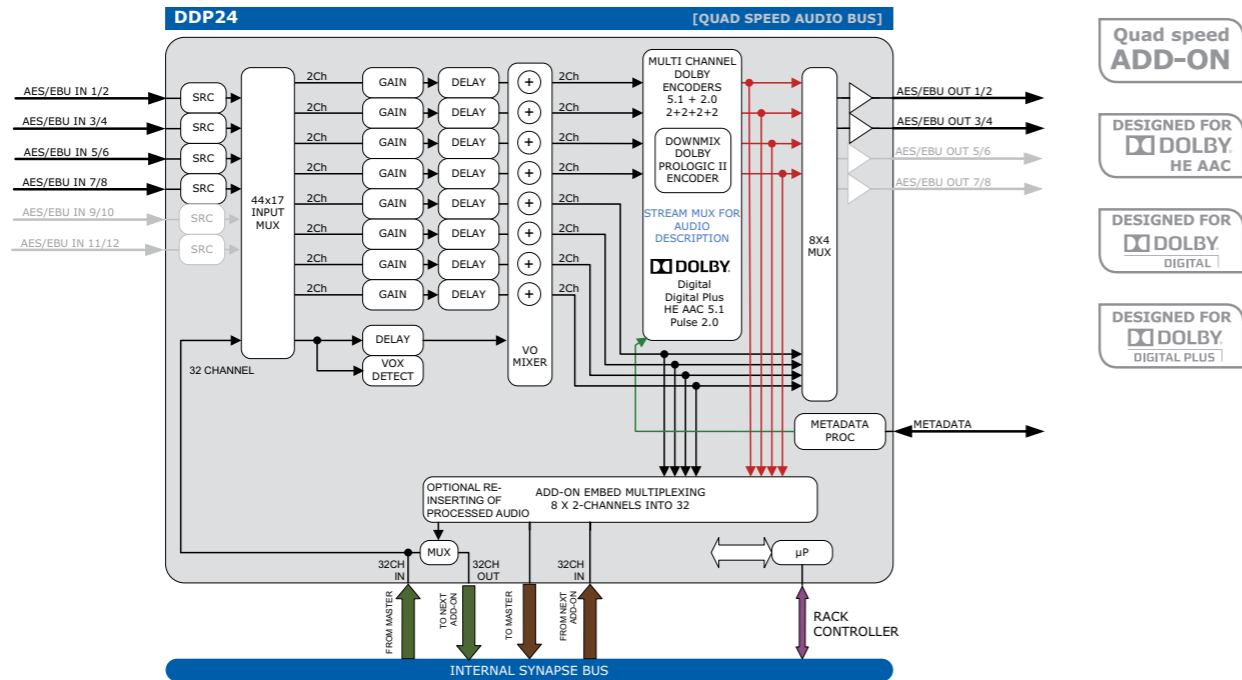 DDP24
[QUAD SPEED AUDIO BUS]
Quad speed
ADD-ON
DESIGNED FOR
DOLBY
HE AAC
DESIGNED FOR
DOLBY
DIGITAL
DESIGNED FOR
DOLBY
DIGITAL PLUS
AES/EBU IN 1/2
AES/EBU IN 3/4
AES/EBU IN 5/6
AES/EBU IN 7/8
AES/EBU IN 9/10
AES/EBU IN 11/12
SRC
SRC
SRC
SRC
SRC
SRC
44x17
INPUT
MUX
2Ch
2Ch
2Ch
2Ch
2Ch
2Ch
2Ch
2Ch
GAIN
DELAY
GAIN
DELAY
GAIN
DELAY
GAIN
DELAY
GAIN
DELAY
GAIN
DELAY
GAIN
DELAY
GAIN
DELAY
DELAY
VOX
DETECT
32 CHANNEL
+
+
+
+
+
+
+
+
VO
MIXER
2Ch
2Ch
2Ch
2Ch
2Ch
2Ch
2Ch
2Ch
MULTI CHANNEL
DOLBY
ENCODERS
5.1 + 2.0
2+2+2+2
DOWNMIX
DOLBY
PROLOGIC II
ENCODER
STREAM MUX FOR
AUDIO
DESCRIPTION
DOLBY
Digital
Digital Plus
HE AAC 5.1
Pulse 2.0
8X4
MUX
AES/EBU OUT 1/2
AES/EBU OUT 3/4
AES/EBU OUT 5/6
AES/EBU OUT 7/8
METADATA
PROC
METADATA
OPTIONAL RE-
INSERTING OF
PROCESSED AUDIO
ADD-ON EMBED MULTIPLEXING
8 X 2-CHANNELS INTO 32
MUX
µP
32CH
IN
32CH
OUT
32CH
IN
FROM MASTER
TO NEXT
ADD-ON
TO MASTER
FROM NEXT
ADD-ON
RACK
CONTROLLER
INTERNAL SYNAPSE BUS